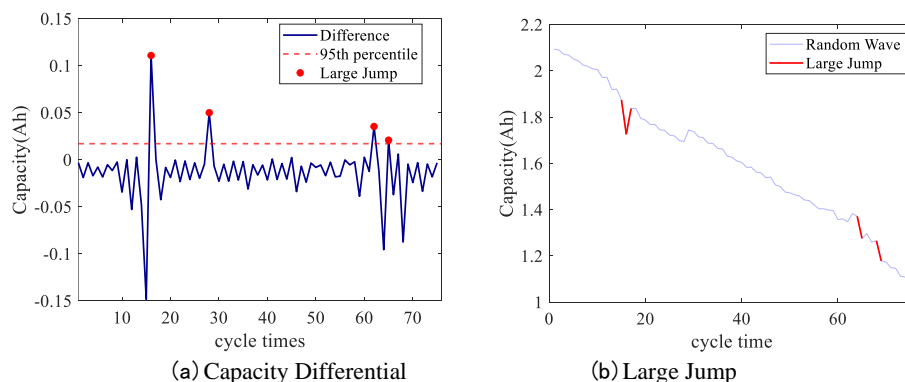 0.15
0.1
0.05
0
-0.05
-0.1
0.15
Capacity(Ah)
10 20 30 40 50 60 70
cycle times
Difference
95th percentile
Large Jump
(a) Capacity Differential
2.2
2
1.8
1.6
1.4
1.2
1
Capacity(Ah)
0 20 40 60
cycle time
Random Wave
Large Jump
(b) Large Jump